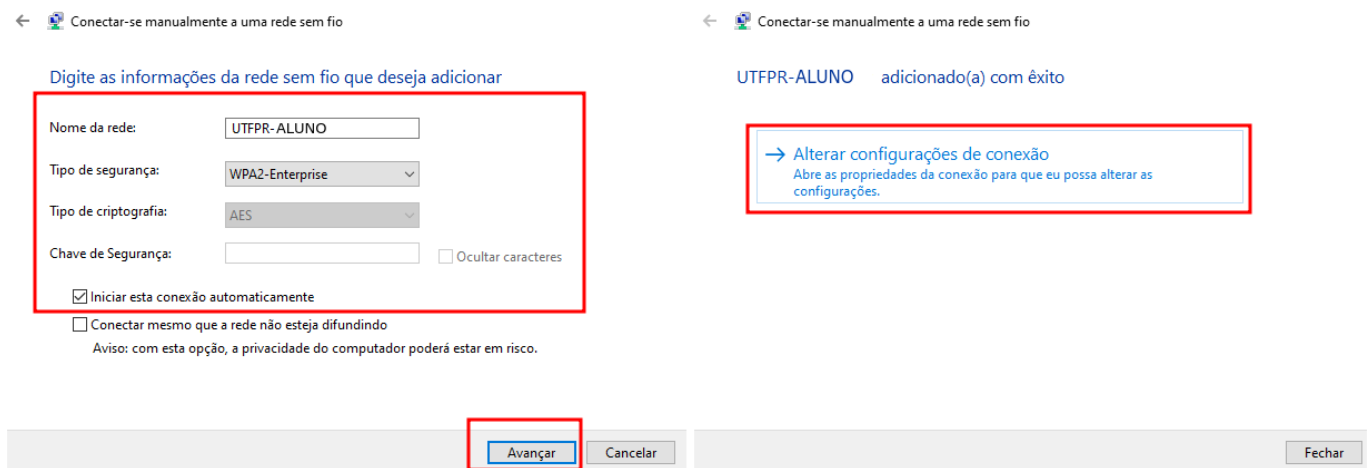 Conectar-se manualmente a uma rede sem fio
Digite as informações da rede sem fio que deseja adicionar
Nome da rede: UTFPR-ALUNO
Tipo de segurança: WPA2-Enterprise
Tipo de criptografia: AES
Chave de Segurança: Ocultar caracteres
Iniciar esta conexão automaticamente
Conectar mesmo que a rede não esteja difundindo
Aviso: com esta opção, a privacidade do computador poderá estar em risco.
Avançar Cancelar
Conectar-se manualmente a uma rede sem fio
UTFPR-ALUNO adicionado(a) com êxito
Alterar configurações de conexão
Abre as propriedades da conexão para que eu possa alterar as
configurações.
Fechar